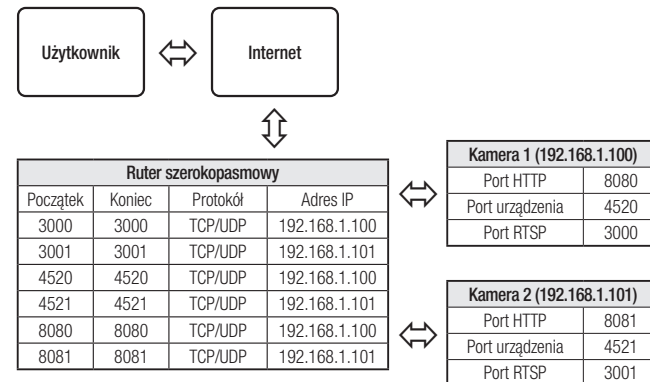 Użytkownik
Internet
Ruter szerokopasmowy
Początek Koniec Protokół Adres IP
3000 3000 TCP/UDP 192.168.1.100
3001 3001 TCP/UDP 192.168.1.101
4520 4520 TCP/UDP 192.168.1.100
4521 4521 TCP/UDP 192.168.1.101
8080 8080 TCP/UDP 192.168.1.100
8081 8081 TCP/UDP 192.168.1.101
Kamera 1 (192.168.1.100)
Port HTTP 8080
Port urządzenia 4520
Port RTSP 3000
Kamera 2 (192.168.1.101)
Port HTTP 8081
Port urządzenia 4521
Port RTSP 3001